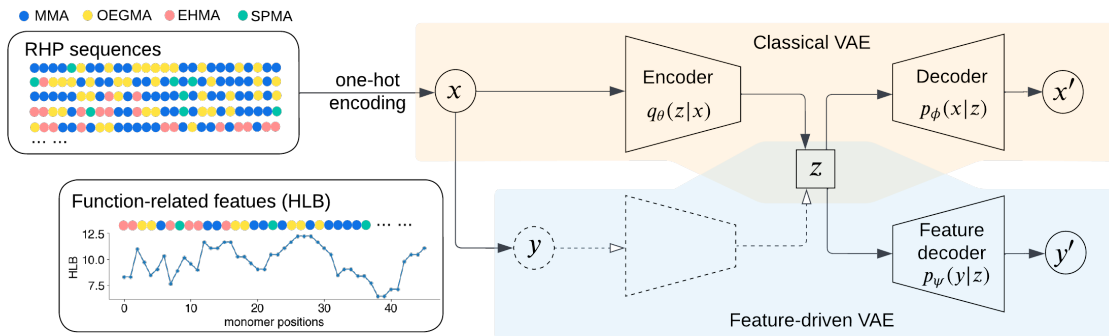 MMA OEGMA EHMA SPMA
RHP sequences
... ...
one-hot
encoding
x
Classical VAE
Encoder
qθ(z|x)
Decoder
pϕ(x|z)
x′
z
Function-related featues (HLB)
... ...
12.5
10.0
7.5
HLB
0 10 20 30 40
monomer positions
y
Feature
decoder
pψ(y|z)
y′
Feature-driven VAE